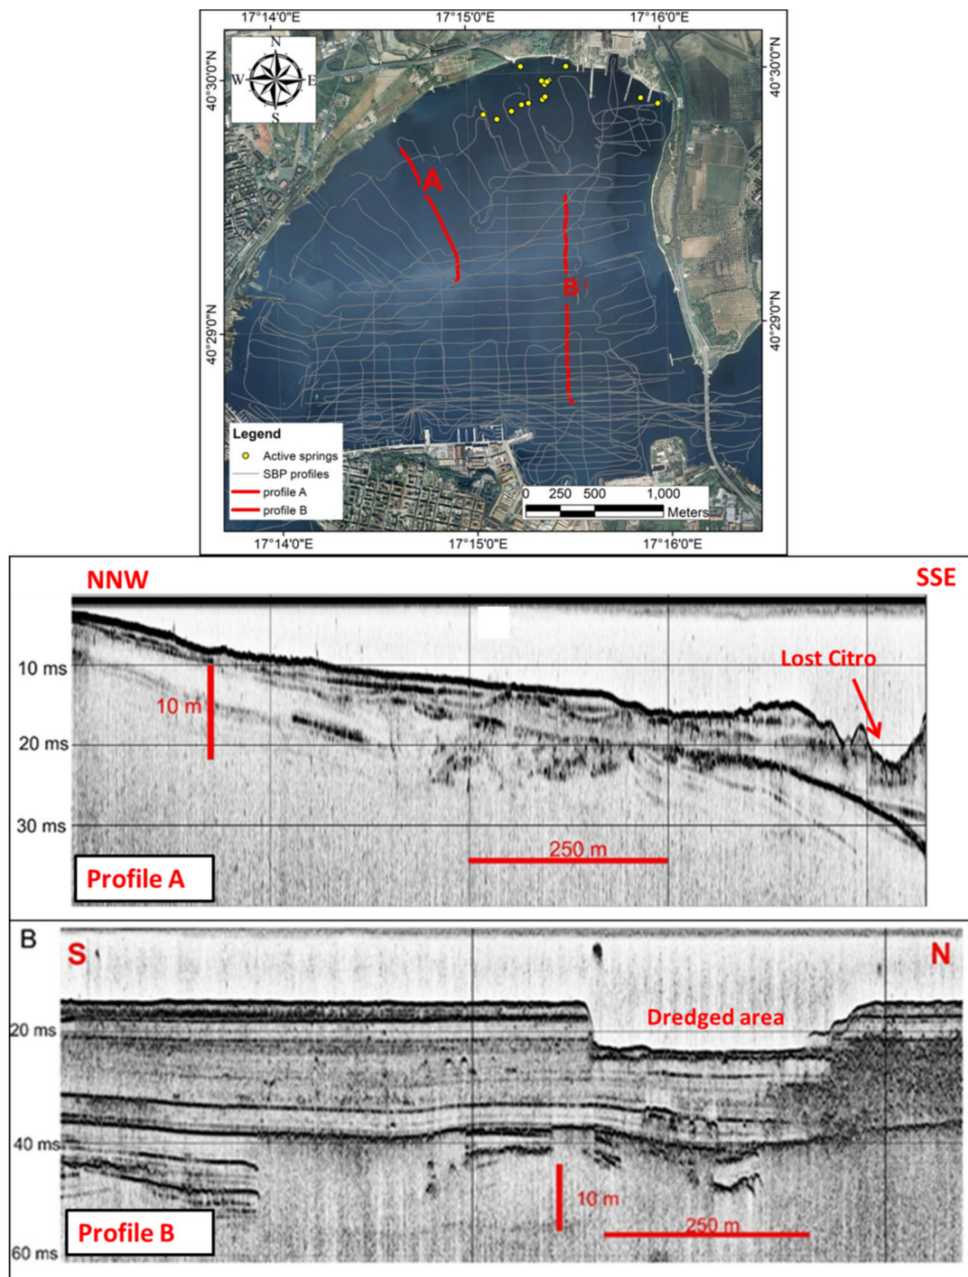 17°14'0"E 17°15'0"E 17°16'0"E
N
W E
S
40°30'0"N 40°30'0"N
A
B
40°29'0"N 40°29'0"N
Legend
Active springs
SBP profiles
profile A
profile B
0 250 500 1,000
Meters
17°14'0"E 17°15'0"E 17°16'0"E
NNW SSE
10 ms
Lost Citro
10 m
20 ms
30 ms
250 m
Profile A
B
S N
Dredged area
20 ms
40 ms
10 m
250 m
Profile B
60 ms